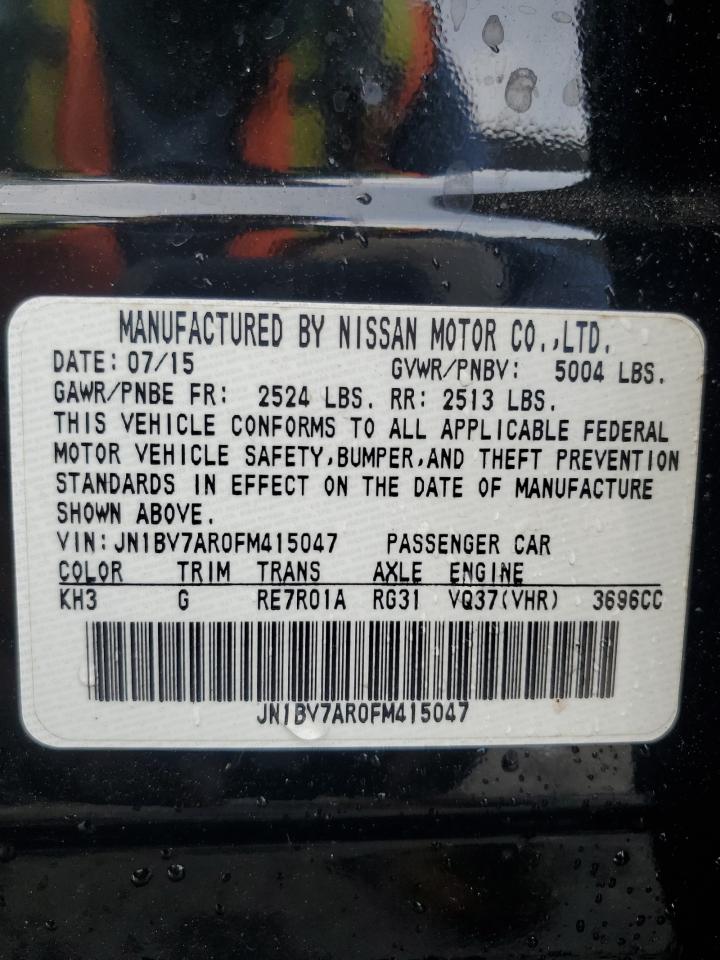 MANUFACTURED BY NISSAN MOTOR CO.,LTD.
DATE: 07/15 GVWR/PNBV: 5004 LBS.
GAWR/PNBE FR: 2524 LBS. RR: 2513 LBS.
THIS VEHICLE CONFORMS TO ALL APPLICABLE FEDERAL
MOTOR VEHICLE SAFETY,BUMPER,AND THEFT PREVENTION
STANDARDS IN EFFECT ON THE DATE OF MANUFACTURE
SHOWN ABOVE.
VIN: JN1BV7AR0FM415047 PASSENGER CAR
COLOR TRIM TRANS AXLE ENGINE
KH3 G RE7R01A RG31 VQ37(VHR) 3696CC
JN1BV7AR0FM415047